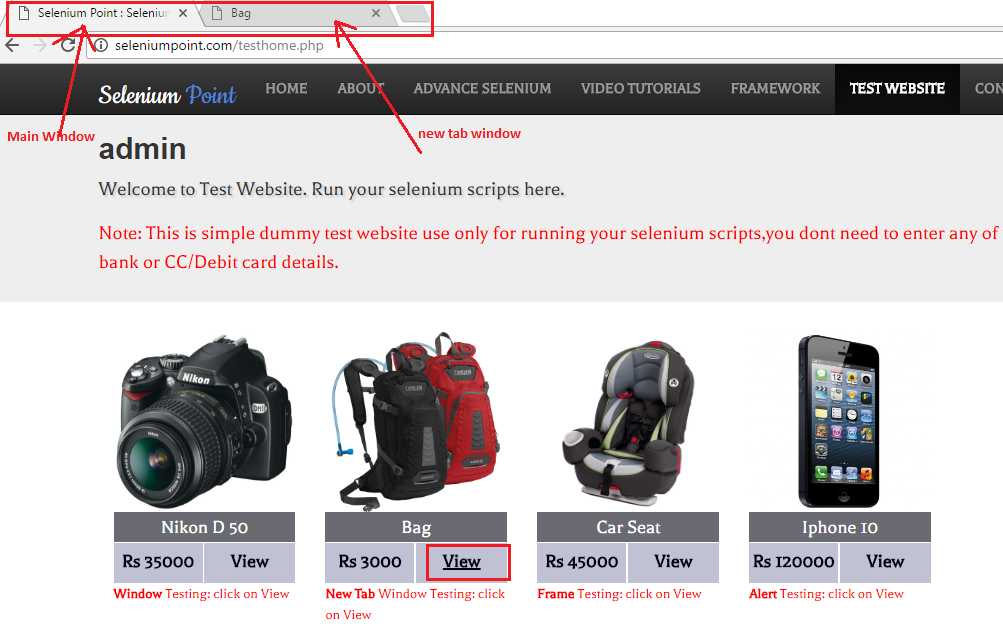 Selenium Point : Seleniun
Bag
seleniumpoint.com/testhome.php
Selenium Point
HOME
ABOUT
ADVANCE SELENIUM
VIDEO TUTORIALS
FRAMEWORK
TEST WEBSITE
CON
Main Window
new tab window
admin
Welcome to Test Website. Run your selenium scripts here.
Note: This is simple dummy test website use only for running your selenium scripts,you dont need to enter any of
bank or CC/Debit card details.
Nikon
Nikon D 50
Bag
Car Seat
Iphone 10
Rs 35000 View
Rs 3000 View
Rs 45000 View
Rs 120000 View
Window Testing: click on View
New Tab Window Testing: click
on View
Frame Testing: click on View
Alert Testing: click on View